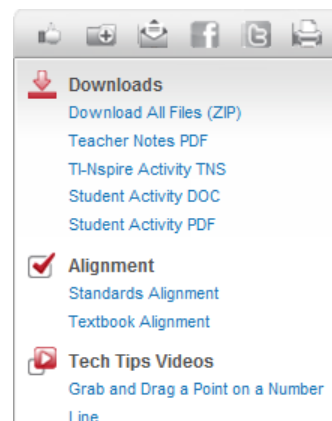 Downloads
Download All Files (ZIP)
Teacher Notes PDF
TI-Nspire Activity TNS
Student Activity DOC
Student Activity PDF
Alignment
Standards Alignment
Textbook Alignment
Tech Tips Videos
Grab and Drag a Point on a Number
Line